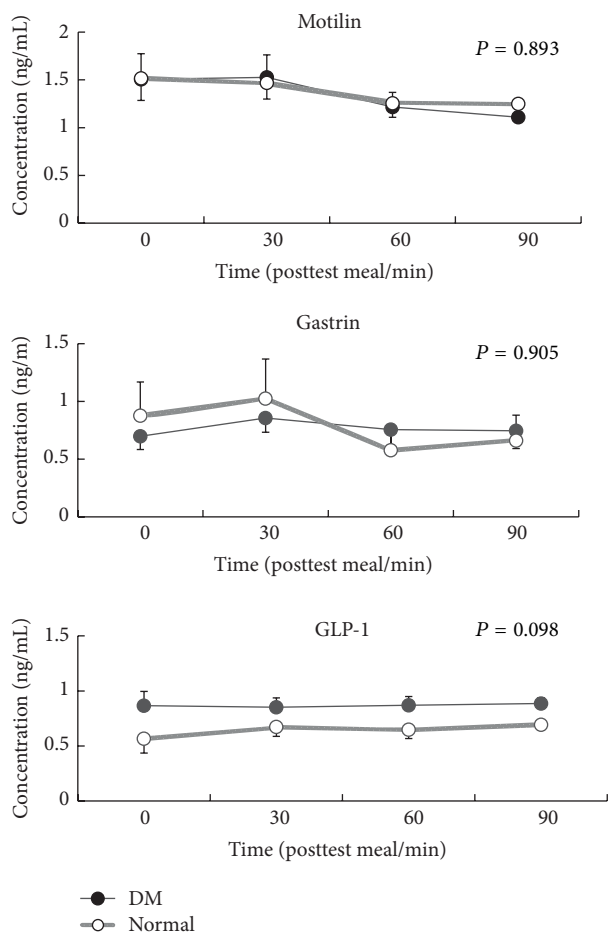 Motilin
P = 0.893
Concentration (ng/mL)
2
1.5
1
0.5
0
0 30 60 90
Time (posttest meal/min)
Gastrin
P = 0.905
Concentration (ng/m)
1.5
1
0.5
0
0 30 60 90
Time (posttest meal/min)
GLP-1
P = 0.098
Concentration (ng/mL)
1.5
1
0.5
0
0 30 60 90
Time (posttest meal/min)
DM
Normal